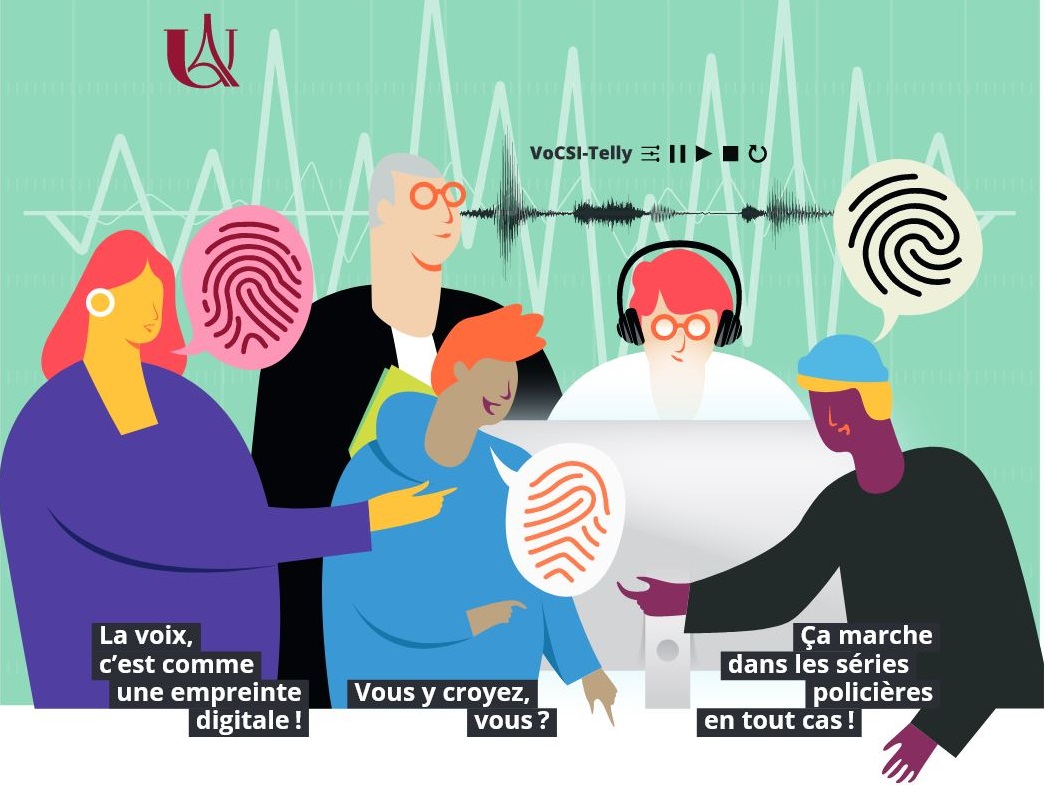 VoCSI-Telly
La voix,
c’est comme
une empreinte
digitale !
Vous y croyez,
vous ?
Ça marche
dans les séries
policières
en tout cas !